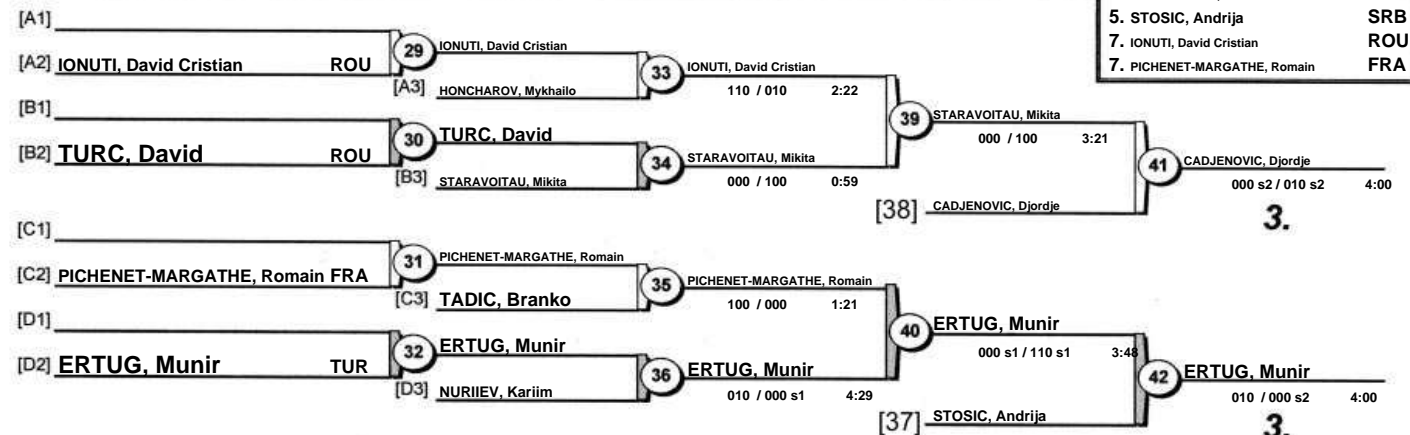 5. STOSIC, Andrija SRB
7. IONUTI, David Cristian ROU
7. PICHENET-MARGATHE, Romain FRA
[A1]
29
IONUTI, David Cristian
[A2] IONUTI, David Cristian ROU
33
IONUTI, David Cristian
[A3] HONCHAROV, Mykhailo
110 / 010 2:22
[B1]
39
STARAVOITAU, Mikita
30
TURC, David
000 / 100 3:21
[B2] TURC, David ROU
34
STARAVOITAU, Mikita
41
CADJENOVIC, Djordje
[B3] STARAVOITAU, Mikita
000 / 100 0:59
000 s2 / 010 s2 4:00
[38] CADJENOVIC, Djordje
3.
[C1]
31
PICHENET-MARGATHE, Romain
[C2] PICHENET-MARGATHE, Romain FRA
35
PICHENET-MARGATHE, Romain
[C3] TADIC, Branko
100 / 000 1:21
[D1]
40
ERTUG, Munir
32
ERTUG, Munir
000 s1 / 110 s1 3:48
[D2] ERTUG, Munir TUR
36
ERTUG, Munir
42
ERTUG, Munir
[D3] NURIIEV, Kariim
010 / 000 s1 4:29
010 / 000 s2 4:00
[37] STOSIC, Andrija
3.